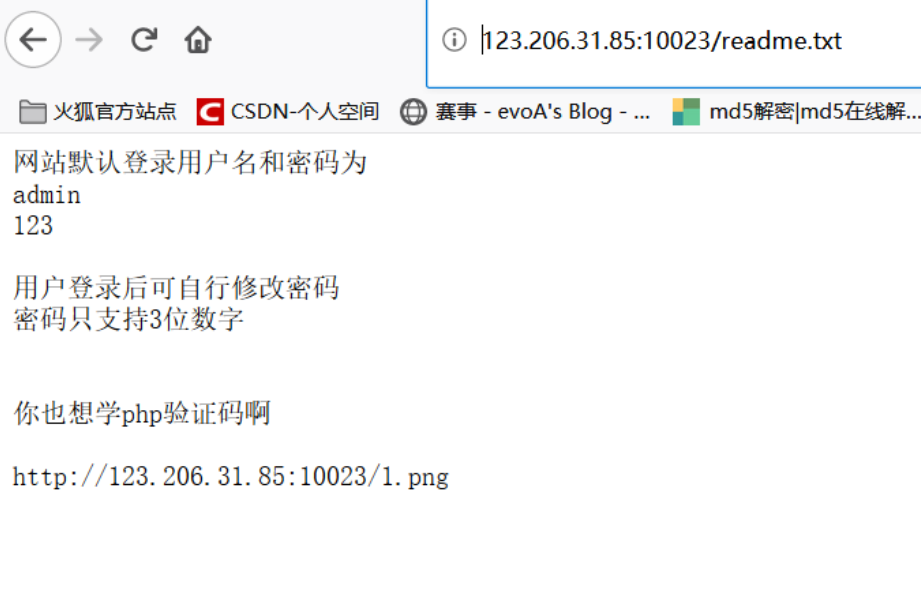 123.206.31.85:10023/readme.txt
火狐官方站点 CSDN-个人空间 赛事 - evoA's Blog - ... md5解密|md5在线解...
网站默认登录用户名和密码为
admin
123
用户登录后可自行修改密码
密码只支持3位数字
你也想学php验证码啊
http://123.206.31.85:10023/1.png